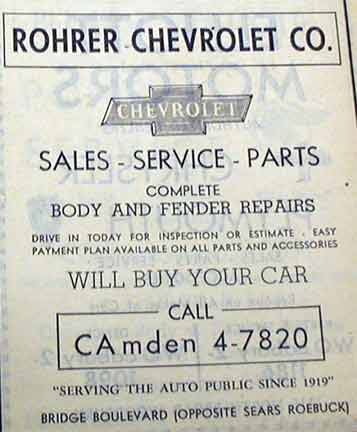 ROHRER CHEVROLET CO.
CHEVROLET
SALES - SERVICE - PARTS
COMPLETE
BODY AND FENDER REPAIRS
DRIVE IN TODAY FOR INSPECTION OR ESTIMATE - EASY
PAYMENT PLAN AVAILABLE ON ALL PARTS AND ACCESSORIES
WILL BUY YOUR CAR
CALL
CAmden 4-7820
"SERVING THE AUTO PUBLIC SINCE 1919"
BRIDGE BOULEVARD (OPPOSITE SEARS ROEBUCK)